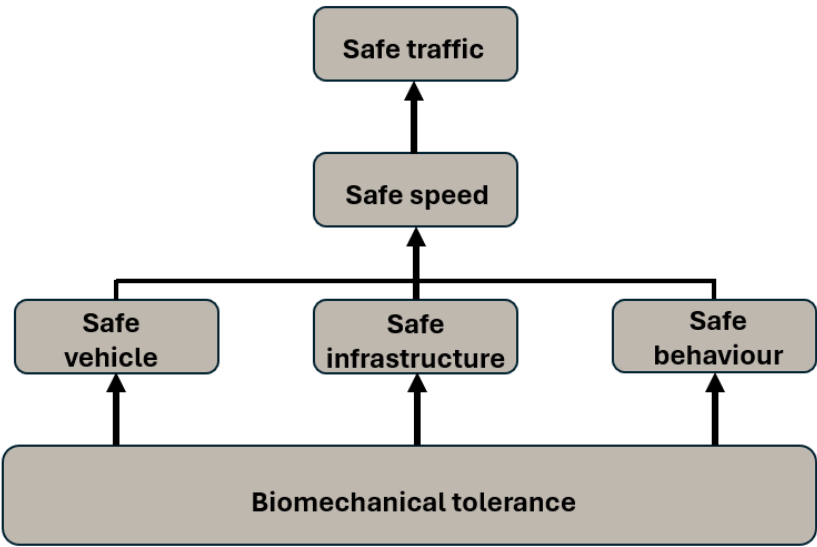 Safe traffic
Safe speed
Safe
vehicle
Safe
infrastructure
Safe
behaviour
Biomechanical tolerance